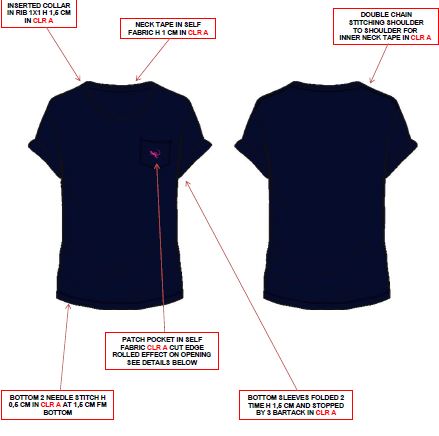 INSERTED COLLAR
IN RIB 1X1 H 1,5 CM
IN CLR A
NECK TAPE IN SELF
FABRIC H 1 CM IN CLR A
DOUBLE CHAIN
STITCHING SHOULDER
TO SHOULDER FOR
INNER NECK TAPE IN CLR A
PATCH POCKET IN SELF
FABRIC CLR A CUT EDGE
ROLLED EFFECT ON OPENING
SEE DETAILS BELOW
BOTTOM 2 NEEDLE STITCH H
0,6 CM IN CLR A AT 1,5 CM FM
BOTTOM
BOTTOM SLEEVES FOLDED 2
TIME H 1,5 CM AND STOPPED
BY 3 BARTACK IN CLR A